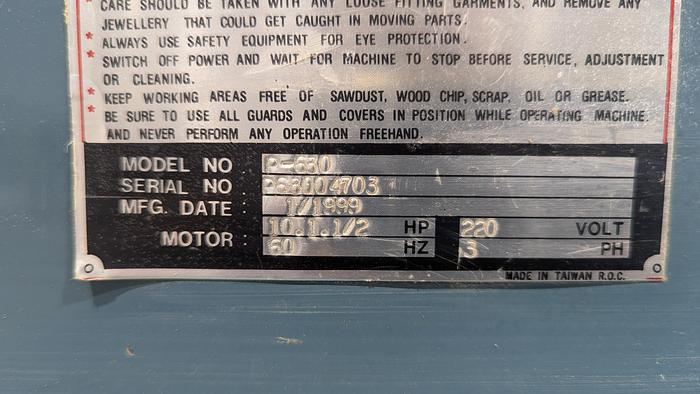 * CARE SHOULD BE TAKEN WITH ANY LOOSE FITTING GARMENTS, AND REMOVE ANY
JEWELLERY THAT COULD GET CAUGHT IN MOVING PARTS.
* ALWAYS USE SAFETY EQUIPMENT FOR EYE PROTECTION.
* SWITCH OFF POWER AND WAIT FOR MACHINE TO STOP BEFORE SERVICE, ADJUSTMENT
OR CLEANING.
* KEEP WORKING AREAS FREE OF SAWDUST, WOOD CHIP, SCRAP, OIL OR GREASE.
* BE SURE TO USE ALL GUARDS AND COVERS IN POSITION WHILE OPERATING MACHINE.
AND NEVER PERFORM ANY OPERATION FREEHAND.
MODEL NO P-630
SERIAL NO
MFG. DATE : 1/1999
MOTOR : 10.1.1/2 HP 220 VOLT
60 HZ 3 PH
MADE IN TAIWAN R.O.C.